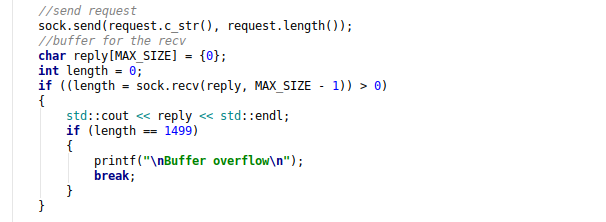 //send request
sock.send(request.c_str(), request.length());
//buffer for the recv
char reply[MAX_SIZE] = {0};
int length = 0;
if ((length = sock.recv(reply, MAX_SIZE - 1)) > 0)
{
    std::cout << reply << std::endl;
    if (length == 1499)
    {
        printf("\nBuffer overflow\n");
        break;
    }
}